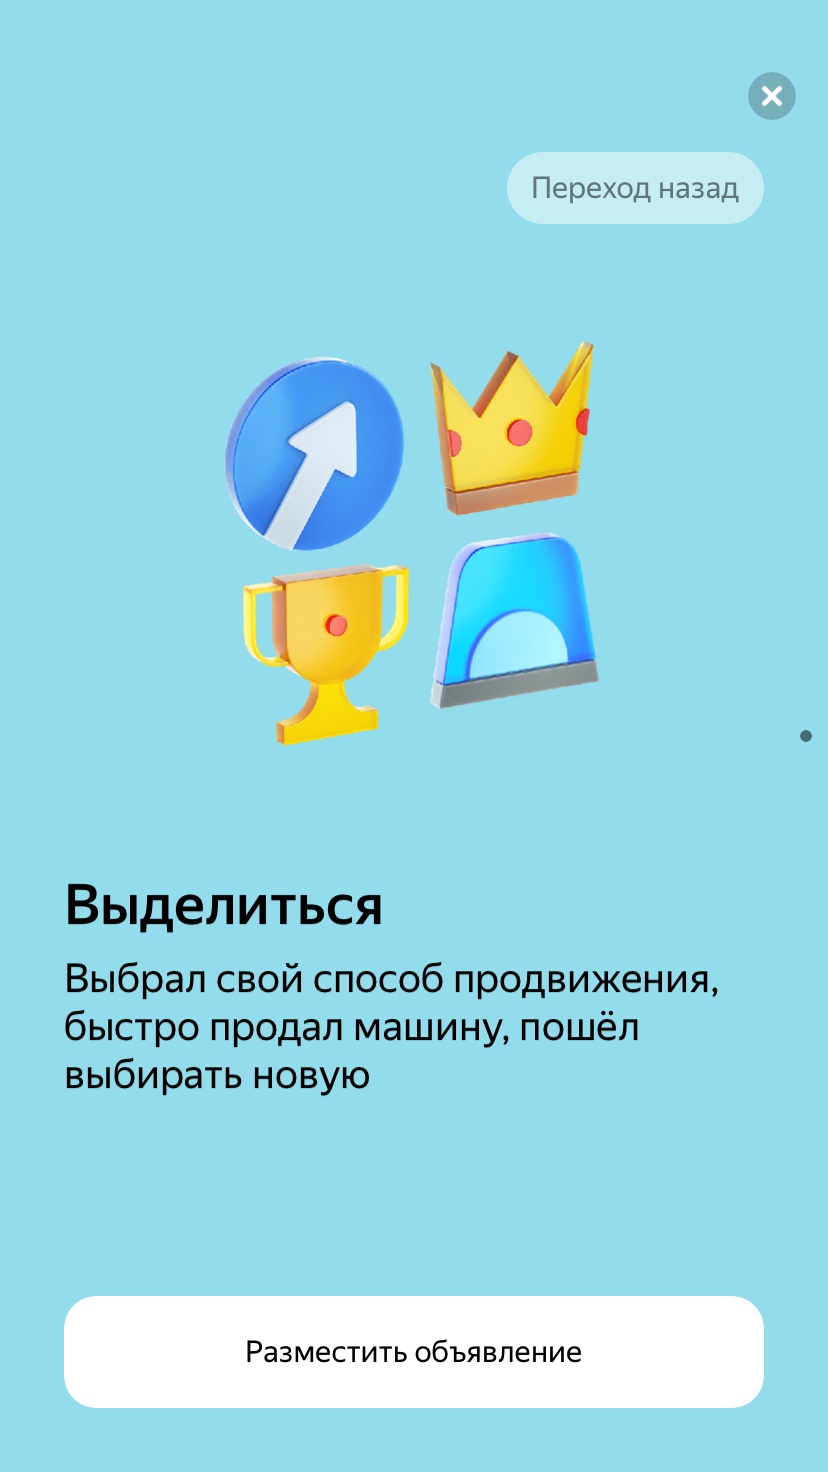 Переход назад
Выделиться
Выбрал свой способ продвижения,
быстро продал машину, пошёл
выбирать новую
Разместить объявление